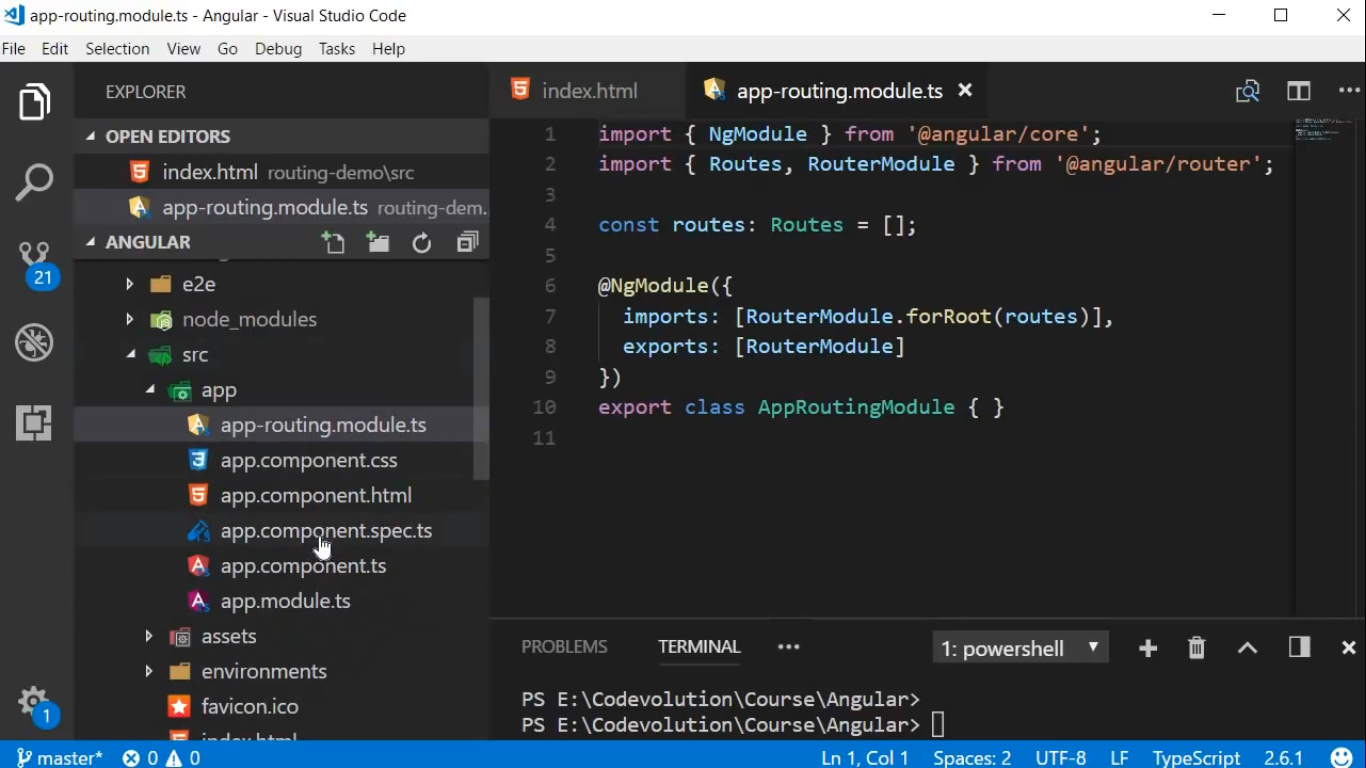 app-routing.module.ts - Angular - Visual Studio Code
File Edit Selection View Go Debug Tasks Help
EXPLORER
OPEN EDITORS
index.html routing-demo\src
app-routing.module.ts routing-dem.
ANGULAR
21
e2e
node_modules
src
app
app-routing.module.ts
app.component.css
app.component.html
app.component.spec.ts
app.component.ts
app.module.ts
assets
environments
favicon.ico
index.html
1
index.html app-routing.module.ts
1 import { NgModule } from '@angular/core';
2 import { Routes, RouterModule } from '@angular/router';
3
4 const routes: Routes = [];
5
6 @NgModule({
7 imports: [RouterModule.forRoot(routes)],
8 exports: [RouterModule]
9 })
10 export class AppRoutingModule { }
11
PROBLEMS TERMINAL ••• 1: powershell
PS E:\Codevolution\Course\Angular>
PS E:\Codevolution\Course\Angular>
master* 0 0 Ln 1, Col 1 Spaces: 2 UTF-8 LF TypeScript 2.6.1